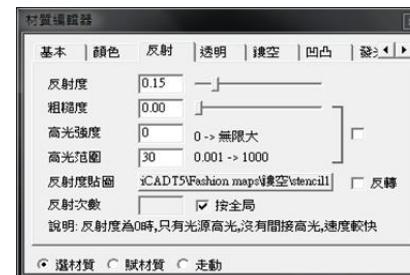 材質編輯器
基本 顏色 反射 透明 鏤空 凹凸
反射度 0.15
粗糙度 0.00
高光強度 0 0 -> 無限大
高光范圍 30 0.001 -> 1000
反射度貼圖 iCADT5\Fashion maps\鏤空\stencil1 反轉
反射次數 按全局
說明: 反射度為0時,只有光源高光,沒有間接高光,速度較快
選材質 賦材質 走動